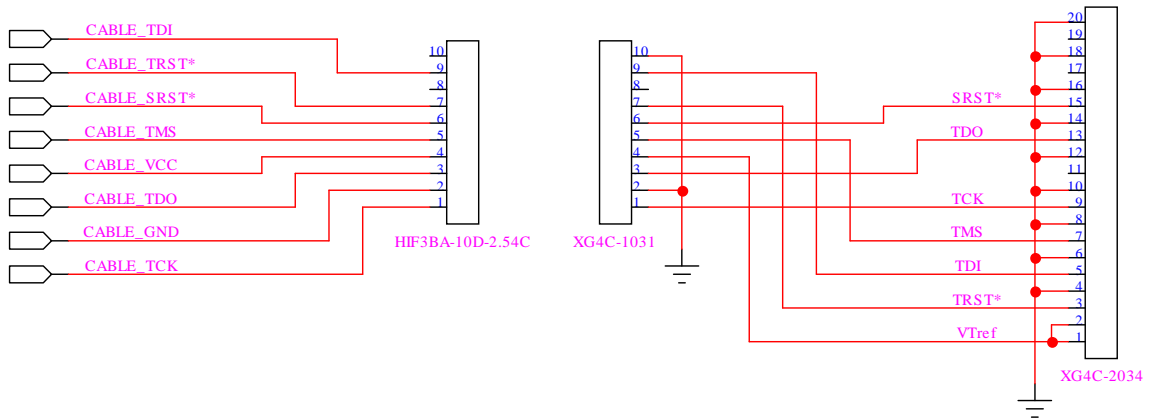 CABLE_TDI
CABLE_TRST*
CABLE_SRST*
CABLE_TMS
CABLE_VCC
CABLE_TDO
CABLE_GND
CABLE_TCK
10
9
8
7
6
5
4
3
2
1
HIF3BA-10D-2.54C
10
9
8
7
6
5
4
3
2
1
XG4C-1031
SRST*
TDO
TCK
TMS
TDI
TRST*
VTref
20
19
18
17
16
15
14
13
12
11
10
9
8
7
6
5
4
3
2
1
XG4C-2034